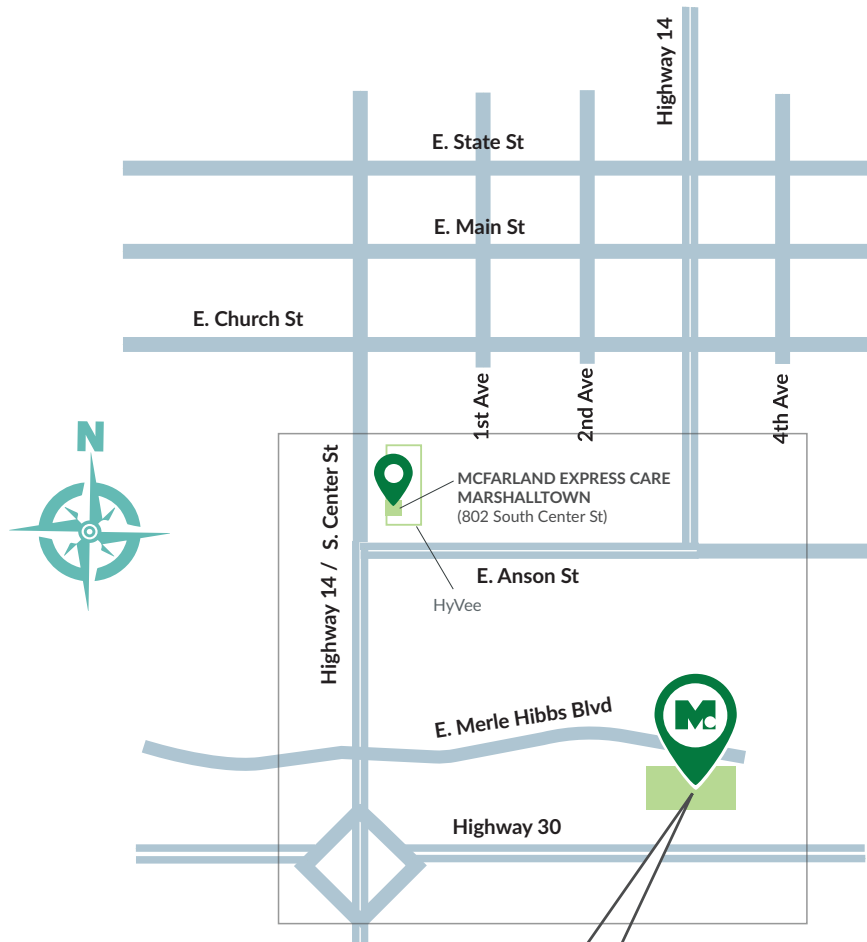 Highway 14
E. State St
E. Main St
E. Church St
1st Ave
2nd Ave
4th Ave
N
Highway 14 / S. Center St
MCFARLAND EXPRESS CARE
MARSHALLTOWN
(802 South Center St)
E. Anson St
HyVee
E. Merle Hibbs Blvd
Mc
Highway 30